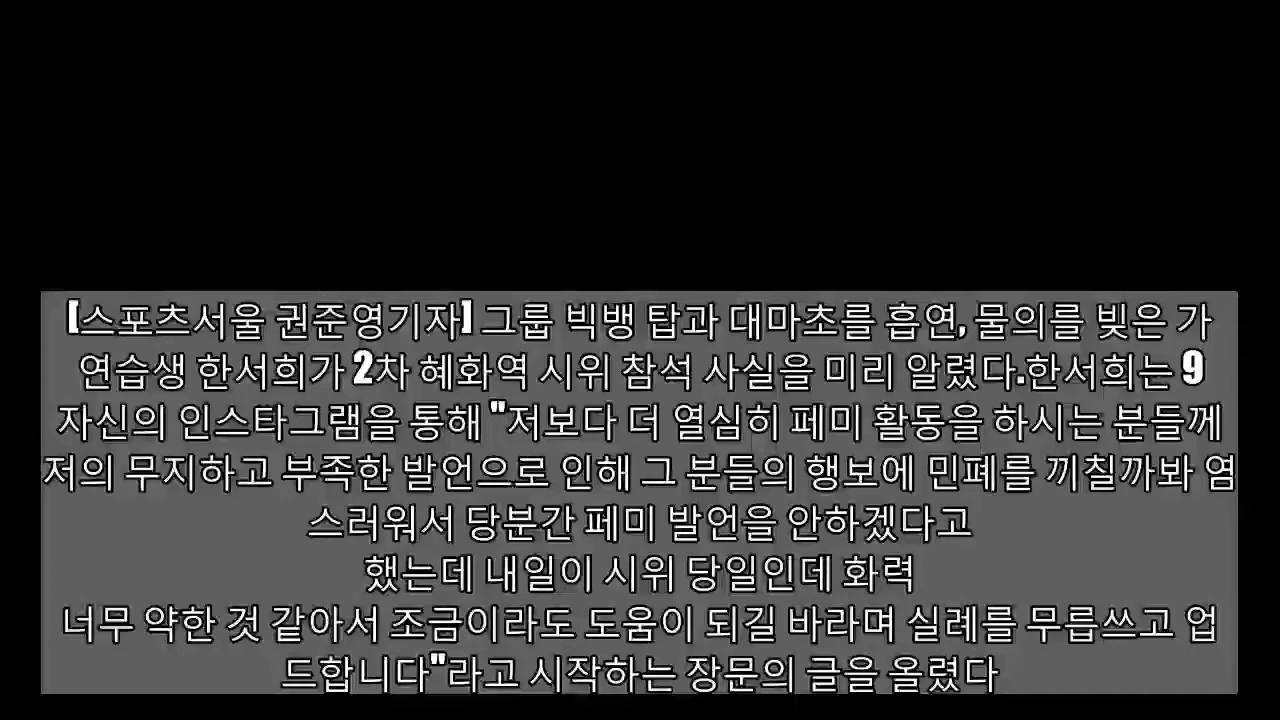 [스포츠서울 권준영기자] 그룹 빅뱅 탑과 대마초를 흡연, 물의를 빚은 가
연습생 한서희가 2차 혜화역 시위 참석 사실을 미리 알렸다.한서희는 9
자신의 인스타그램을 통해 "저보다 더 열심히 페미 활동을 하시는 분들께
저의 무지하고 부족한 발언으로 인해 그 분들의 행보에 민폐를 끼칠까봐 염
스러워서 당분간 페미 발언을 안하겠다고
했는데 내일이 시위 당일인데 화력
너무 약한 것 같아서 조금이라도 도움이 되길 바라며 실례를 무릅쓰고 업
드합니다"라고 시작하는 장문의 글을 올렸다